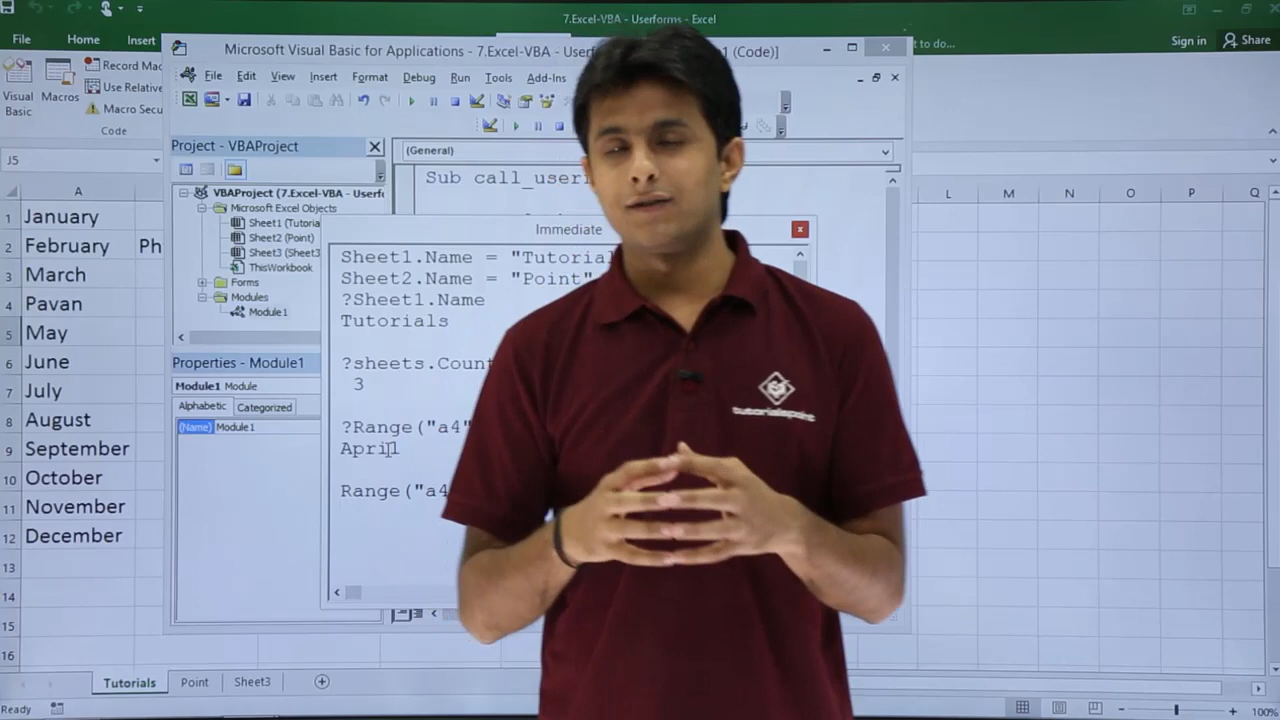 7.Excel-VBA - Userforms - Excel
File Home Insert to do... Sign in Share
Record Mac
Use Relative
Macro Secu
Visual Basic
Macros
Code
Microsoft Visual Basic for Applications - 7.Excel-VBA - Userf 1 (Code)]
File Edit View Insert Format Debug Run Tools Add-Ins
Project - VBAProject
VBAProject (7.Excel-VBA - Userf
Microsoft Excel Objects
Sheet1 (Tutoria
Sheet2 (Point)
Sheet3 (Sheet3
ThisWorkbook
Forms
Modules
Module1
Properties - Module1
Module1 Module
Alphabetic Categorized
(Name) Module1
(General)
Sub call_useri
Immediate
Sheet1.Name = "Tutorial
Sheet2.Name = "Point"
?Sheet1.Name
Tutorials
?sheets.Count
3
?Range("a4"
April
Range("a4
tutorialspoint
J5
A L M N O P Q
1 January
2 February Ph
3 March
4 Pavan
5 May
6 June
7 July
8 August
9 September
10 October
11 November
12 December
13
14
15
16
Tutorials Point Sheet3
Ready 100%